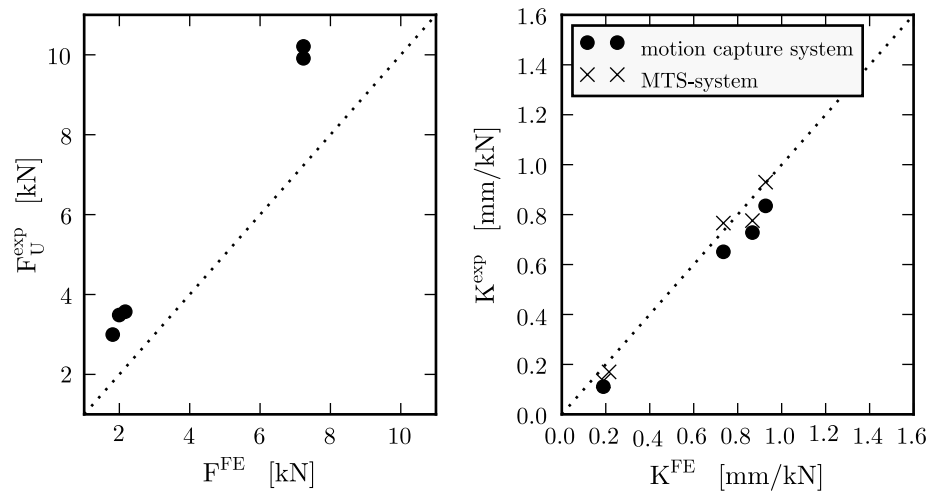 10
8
6
4
2
2 4 6 8 10
F^FE [kN]
F_U^exp [kN]
1.6
1.4
1.2
1.0
0.8
0.6
0.4
0.2
0.0
0.0 0.2 0.4 0.6 0.8 1.0 1.2 1.4 1.6
K^FE [mm/kN]
K^exp [mm/kN]
motion capture system
MTS-system